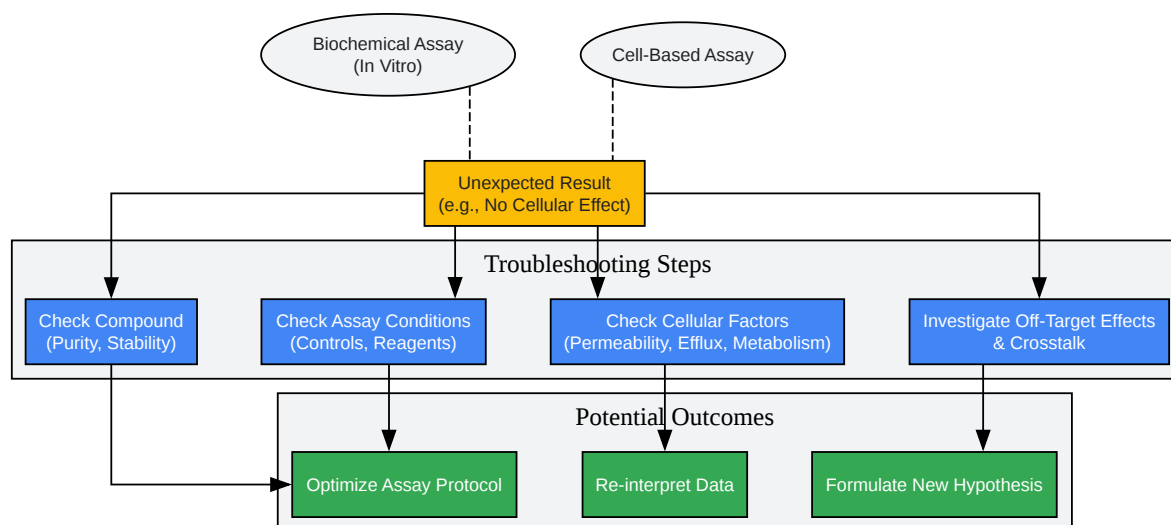 Biochemical Assay
(In Vitro)
Cell-Based Assay
Unexpected Result
(e.g., No Cellular Effect)
Troubleshooting Steps
Check Compound
(Purity, Stability)
Check Assay Conditions
(Controls, Reagents)
Check Cellular Factors
(Permeability, Efflux, Metabolism)
Investigate Off-Target Effects
& Crosstalk
Potential Outcomes
Optimize Assay Protocol
Re-interpret Data
Formulate New Hypothesis